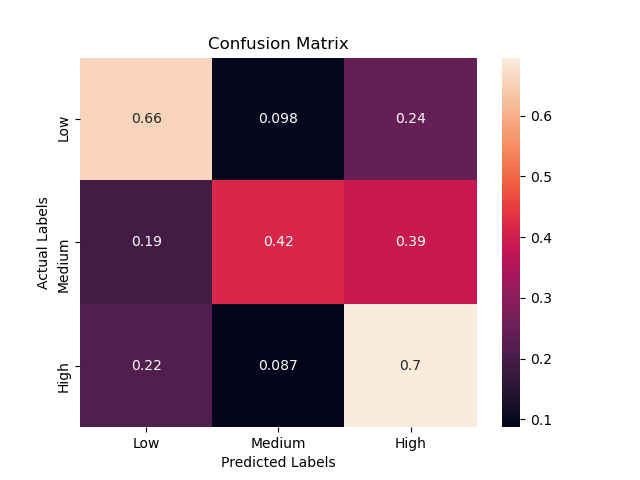 Confusion Matrix
Actual Labels
Low
0.66 0.098 0.24
Medium
0.19 0.42 0.39
High
0.22 0.087 0.7
Low Medium High
Predicted Labels
0.6
0.5
0.4
0.3
0.2
0.1